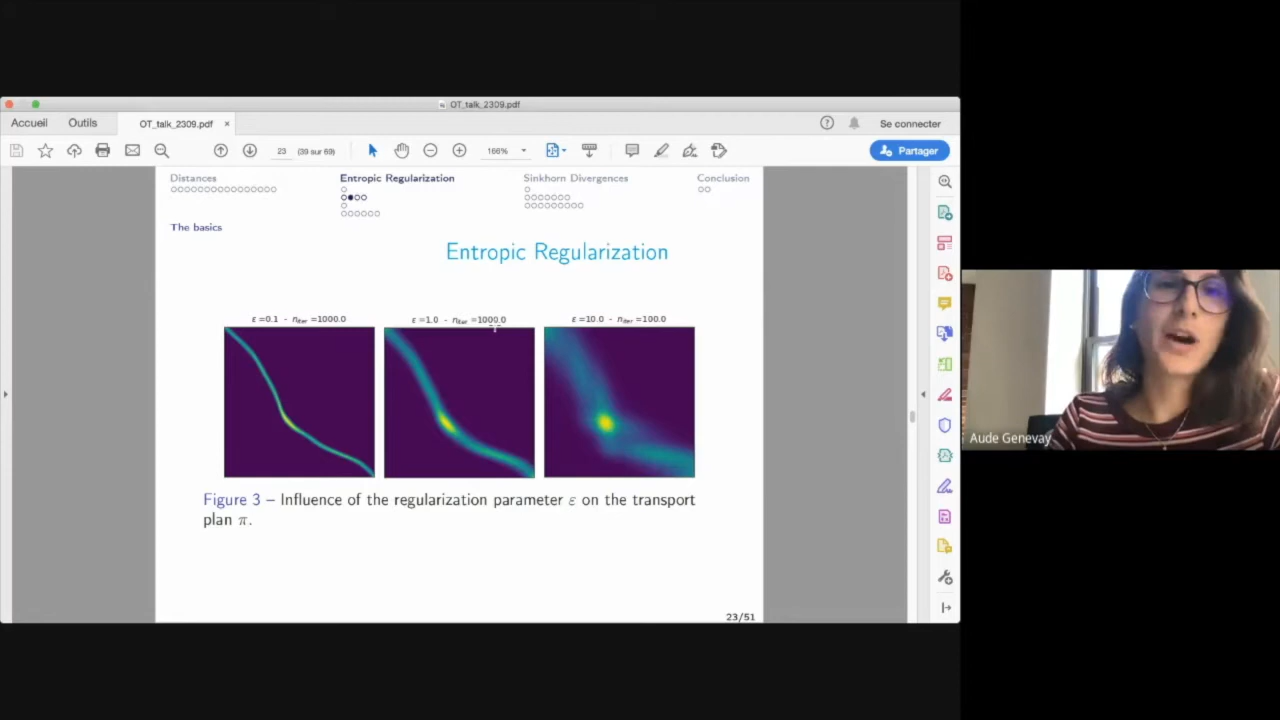 OT_talk_2309.pdf
Accueil
Outils
OT_talk_2309.pdf ×
Se connecter
23
(39 sur 69)
166%
Partager
Distances
Entropic Regularization
Sinkhorn Divergences
Conclusion
The basics
Entropic Regularization
ε =0.1 - n_iter =1000.0
ε =1.0 - n_iter =1000.0
ε =10.0 - n_iter =100.0
Figure 3 – Influence of the regularization parameter ε on the transport
plan π.
23/51
Aude Genevay